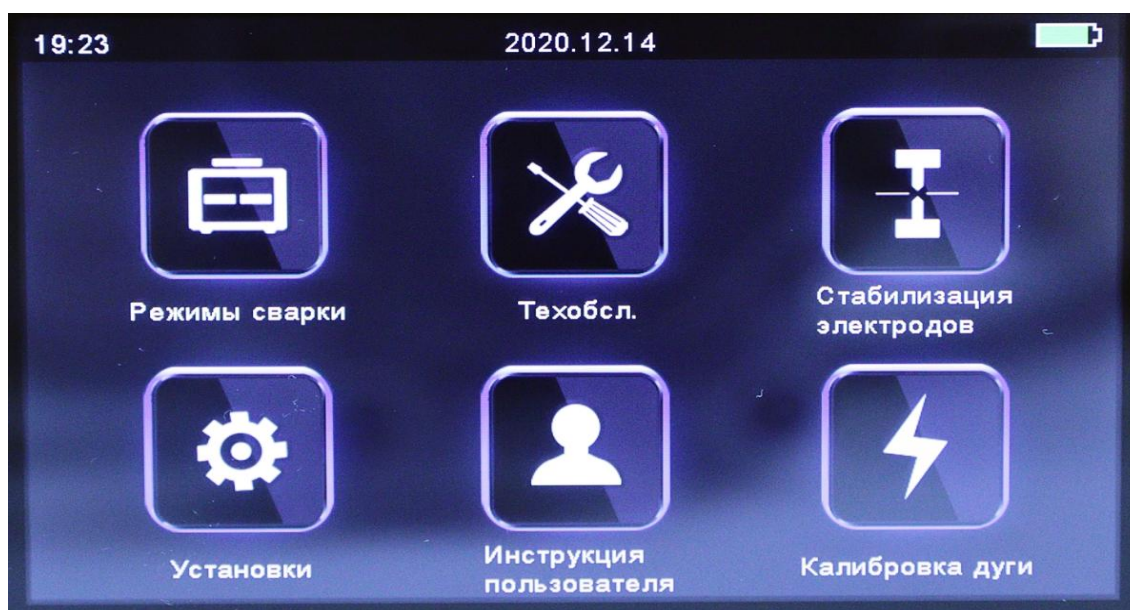 19:23
2020.12.14
Режимы сварки
Техобсл.
Стабилизация
электродов
Установки
Инструкция
пользователя
Калибровка дуги